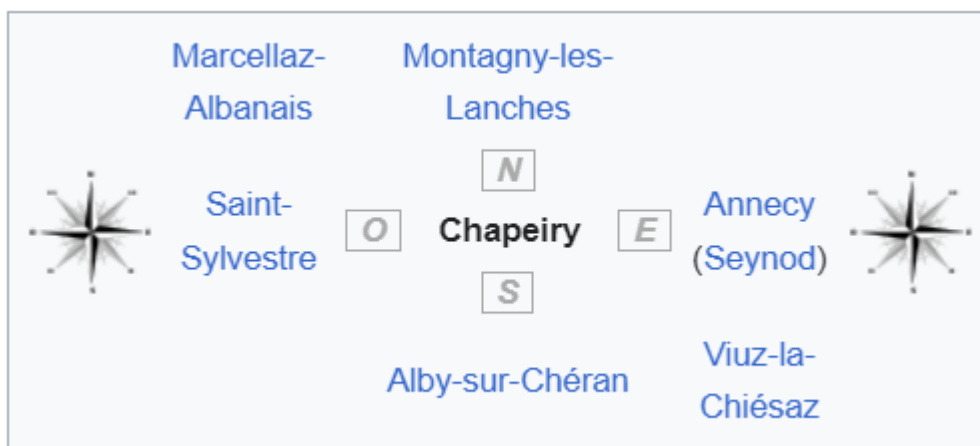 Marcellaz- Montagny-les-
Albanais Lanches
N
Saint- Annecy
O Chapeiry E
Sylvestre (Seynod)
S
Viuz-la-
Alby-sur-Chéran
Chiésaz